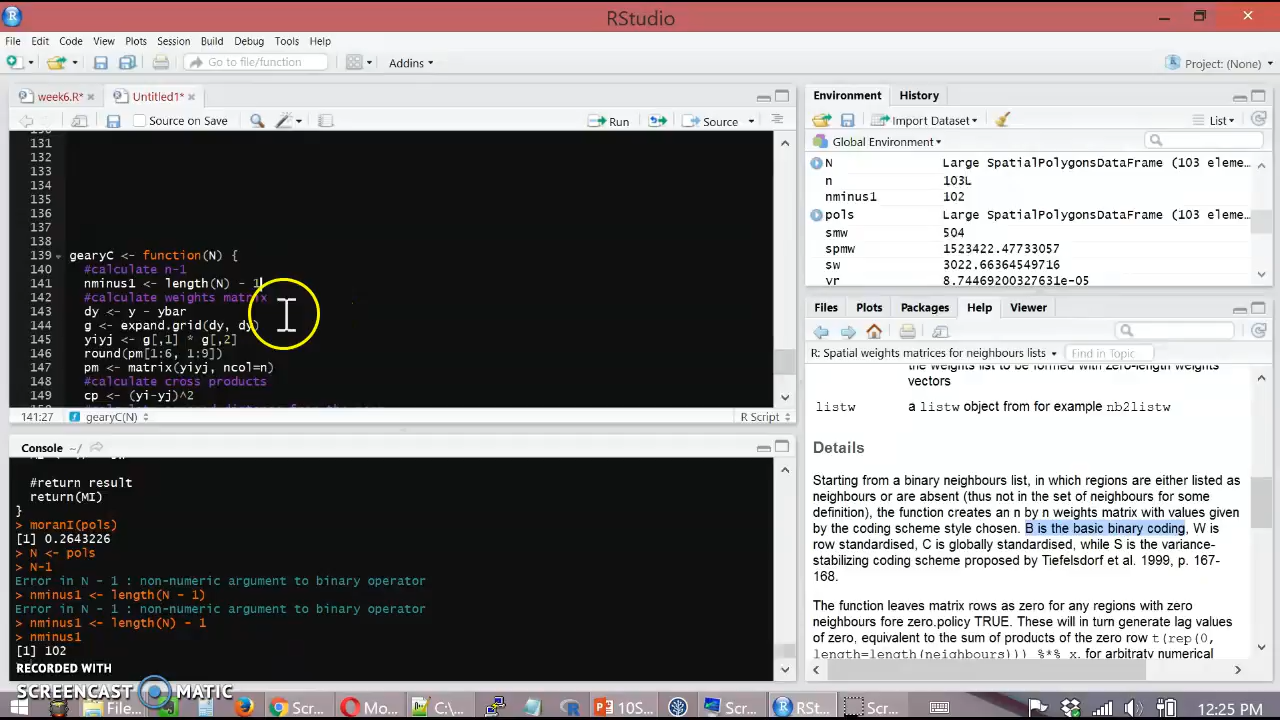 RStudio
File Edit Code View Plots Session Build Debug Tools Help
Go to file/function
Addins
Project: (None)
week6.R*
Untitled1*
Source on Save
Run
Source
131
132
133
134
135
136
137
138
139 gearyC <- function(N) {
140 #calculate n-1
141 nminus1 <- length(N) - 1
142 #calculate weights matrix
143 dy <- y - ybar
144 g <- expand.grid(dy, dy)
145 yiyj <- g[,1] * g[,2]
146 round(pm[1:6, 1:9])
147 pm <- matrix(yiyj, ncol=n)
148 #calculate cross products
149 cp <- (yi-yj)^2
141:27 gearyC(N) R Script
Console ~/
#return result
return(MI)
}
> moranI(pols)
[1] 0.2643226
> N <- pols
> N-1
Error in N - 1 : non-numeric argument to binary operator
> nminus1 <- length(N - 1)
Error in N - 1 : non-numeric argument to binary operator
> nminus1 <- length(N) - 1
> nminus1
[1] 102
RECORDED WITH
SCREENCAST MATIC
Environment History
Import Dataset
List
Global Environment
N Large SpatialPolygonsDataFrame (103 eleme…
n 103L
nminus1 102
pols Large SpatialPolygonsDataFrame (103 eleme…
smw 504
spmw 1523422.47733057
sw 3022.66364549716
vr 8.74469200327631e-05
Files Plots Packages Help Viewer
R: Spatial weights matrices for neighbours lists
Find in Topic
the weights list to be formed with zero-length weights
vectors
listw a listw object from for example nb2listw
Details
Starting from a binary neighbours list, in which regions are either listed as
neighbours or are absent (thus not in the set of neighbours for some
definition), the function creates an n by n weights matrix with values given
by the coding scheme style chosen. B is the basic binary coding, W is
row standardised, C is globally standardised, while S is the variance-
stabilizing coding scheme proposed by Tiefelsdorf et al. 1999, p. 167-
168.
The function leaves matrix rows as zero for any regions with zero
neighbours fore zero.policy TRUE. These will in turn generate lag values
of zero, equivalent to the sum of products of the zero row t(rep(0,
length=length(neighbours))) %*% x, for arbitraty numerical
File... Scr... Mo... C:\... 10S... Scr... RSt... Scr... 12:25 PM